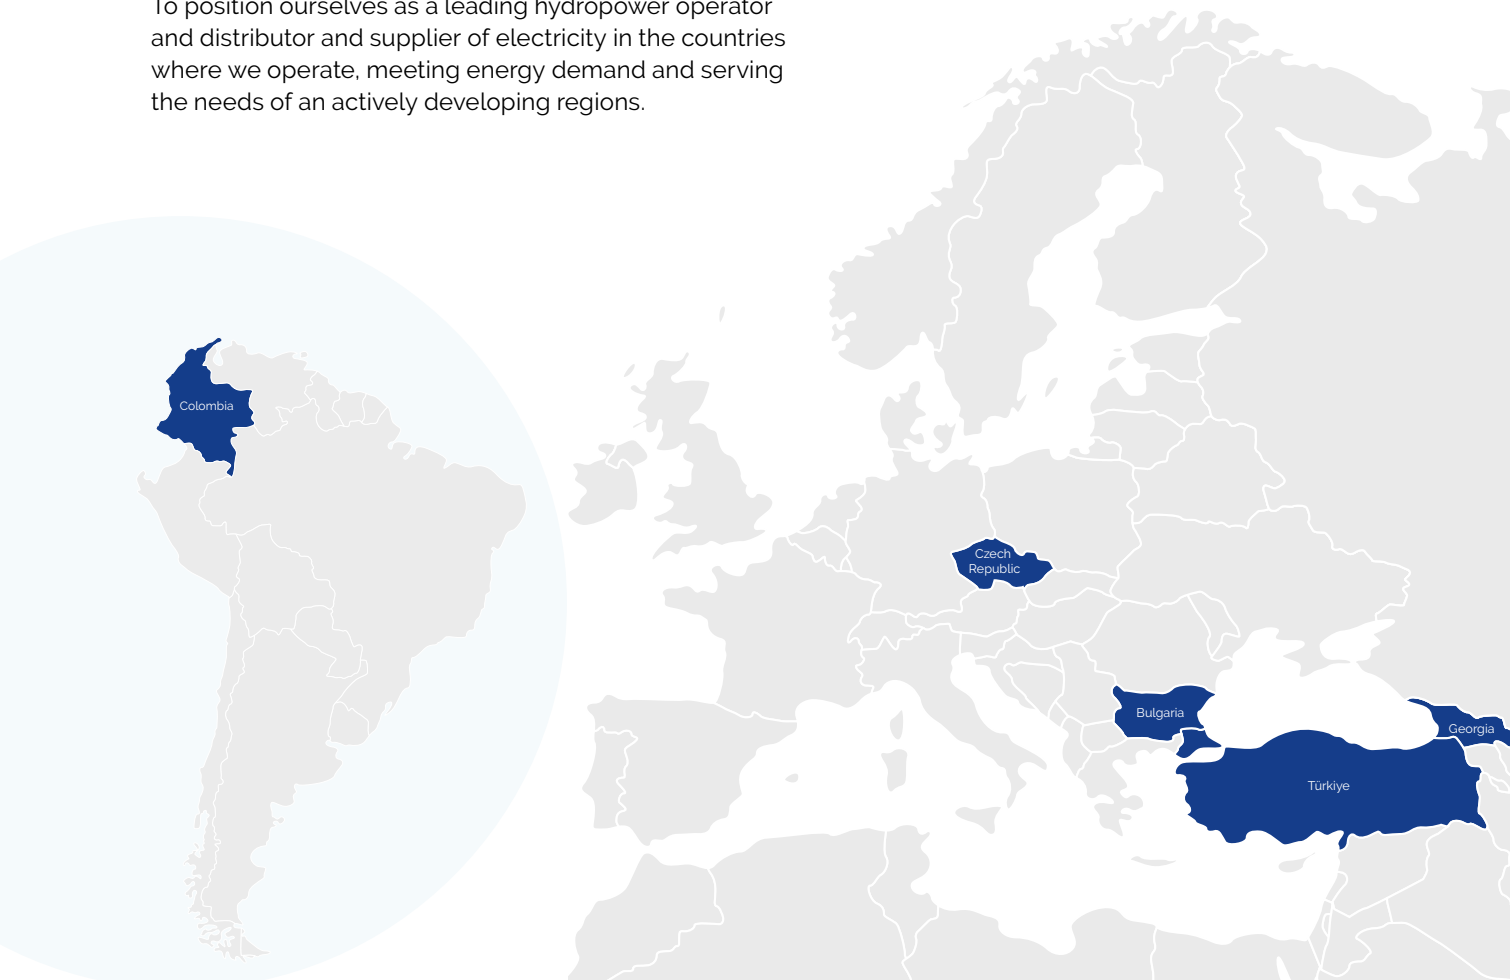 To position ourselves as a leading hydropower operator
and distributor and supplier of electricity in the countries
where we operate, meeting energy demand and serving
the needs of an actively developing regions.
Colombia
Czech
Republic
Bulgaria
Georgia
Türkiye